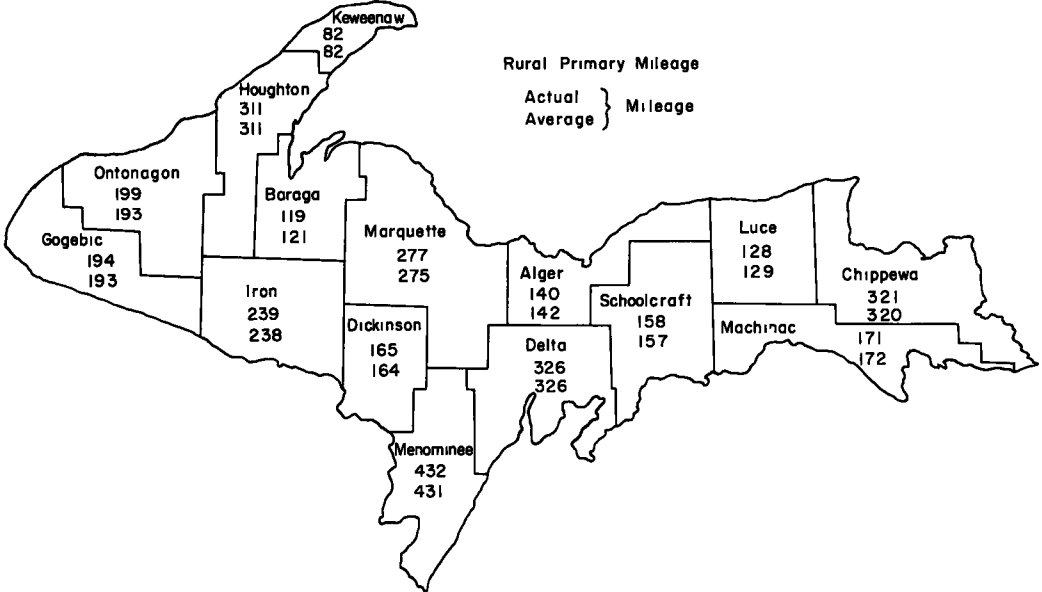 Keweenaw
82
82
Rural Primary Mileage
Actual
Average } Mileage
Houghton
311
311
Ontonagon
199
193
Baraga
119
121
Gogebic
194
193
Marquette
277
275
Luce
128
129
Alger
140
142
Chippewa
321
320
Iron
239
238
Schoolcraft
158
157
Dickinson
165
164
Machinac
171
172
Delta
326
326
Menominee
432
431